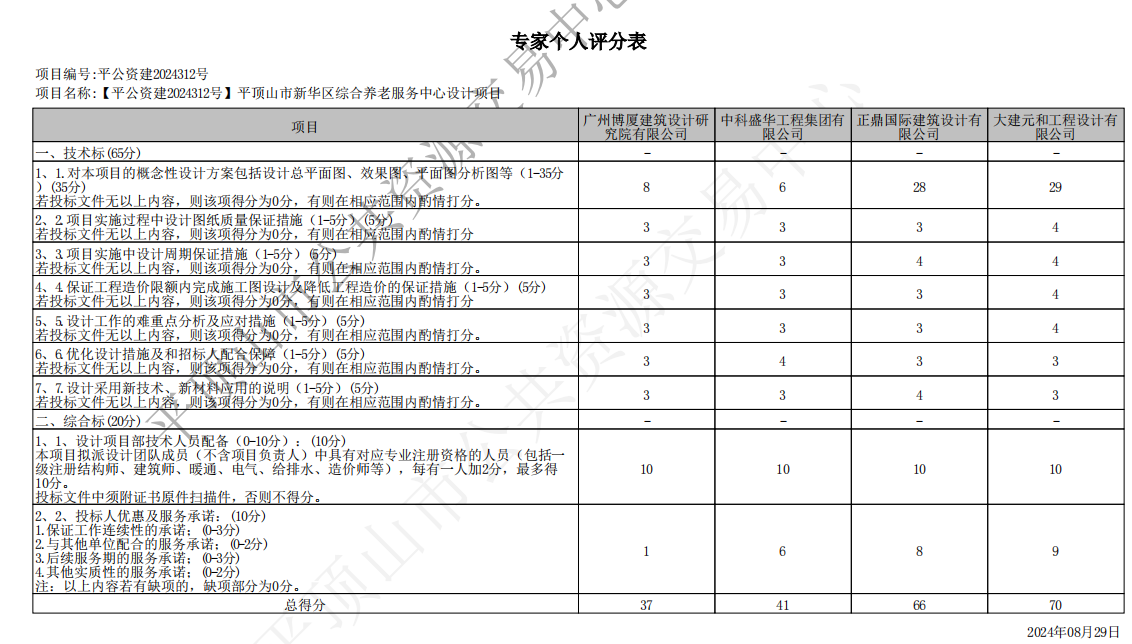 专家个人评分表
项目编号:平公资建2024312号
项目名称:【平公资建2024312号】平顶山市新华区综合养老服务中心设计项目
项目 广州博厦建筑设计研究院有限公司 中科盛华工程集团有限公司 正鼎国际建筑设计有限公司 大建元和工程设计有限公司
一、技术标(65分) - - - -
1、1.对本项目的概念性设计方案包括设计总平面图、效果图、平面图分析图等（1-35分
）(35分)
若投标文件无以上内容，则该项得分为0分，有则在相应范围内酌情打分。 8 6 28 29
2、2.项目实施过程中设计图纸质量保证措施（1-5分）(5分)
若投标文件无以上内容，则该项得分为0分，有则在相应范围内酌情打分 3 3 3 4
3、3.项目实施中设计周期保证措施（1-5分）(5分)
若投标文件无以上内容，则该项得分为0分，有则在相应范围内酌情打分。 3 3 4 4
4、4.保证工程造价限额内完成施工图设计及降低工程造价的保证措施（1-5分）(5分)
若投标文件无以上内容，则该项得分为0分，有则在相应范围内酌情打分 3 3 3 4
5、5.设计工作的难重点分析及应对措施（1-5分）(5分)
若投标文件无以上内容，则该项得分为0分，有则在相应范围内酌情打分。 3 3 3 4
6、6.优化设计措施及和招标人配合保障（1-5分）(5分)
若投标文件无以上内容，则该项得分为0分，有则在相应范围内酌情打分。 3 4 3 3
7、7.设计采用新技术、新材料应用的说明（1-5分）(5分)
若投标文件无以上内容，则该项得分为0分，有则在相应范围内酌情打分。 3 3 4 3
二、综合标(20分) - - - -
1、1、设计项目部技术人员配备（0-10分）：(10分)
本项目拟派设计团队成员（不含项目负责人）中具有对应专业注册资格的人员（包括一
级注册结构师、建筑师、暖通、电气、给排水、造价师等），每有一人加2分，最多得
10分。
投标文件中须附证书原件扫描件，否则不得分。 10 10 10 10
2、2、投标人优惠及服务承诺：(10分)
1.保证工作连续性的承诺；(0-3分)
2.与其他单位配合的服务承诺；(0-2分)
3.后续服务期的服务承诺；(0-3分)
4.其他实质性的服务承诺；(0-2分)
注：以上内容若有缺项的，缺项部分为0分。 1 6 8 9
总得分 37 41 66 70
2024年08月29日
平顶山市公共资源交易中心
平顶山市公共资源交易中心